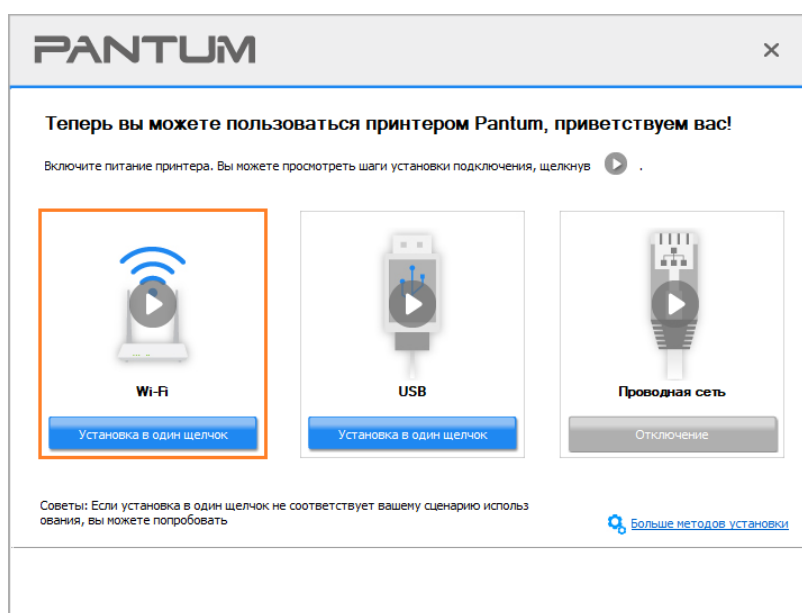 PANTUM
Теперь вы можете пользоваться принтером Pantum, приветствуем вас!
Включите питание принтера. Вы можете просмотреть шаги установки подключения, щелкнув .
Wi-Fi
USB
Проводная сеть
Установка в один щелчок
Установка в один щелчок
Отключение
Советы: Если установка в один щелчок не соответствует вашему сценарию использ
ования, вы можете попробовать
Больше методов установки